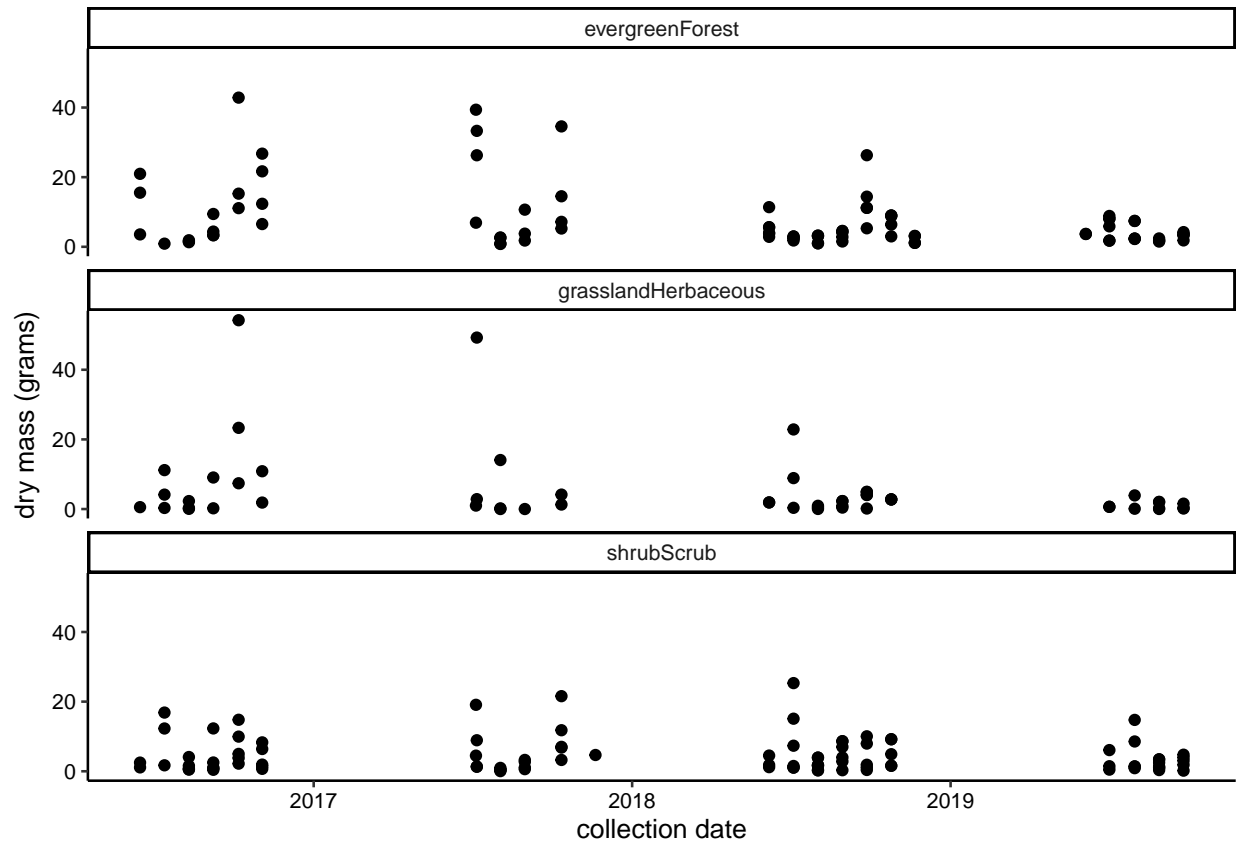 evergreenForest
40
20
0
grasslandHerbaceous
40
20
0
dry mass (grams)
shrubScrub
40
20
0
2017
2018
2019
collection date